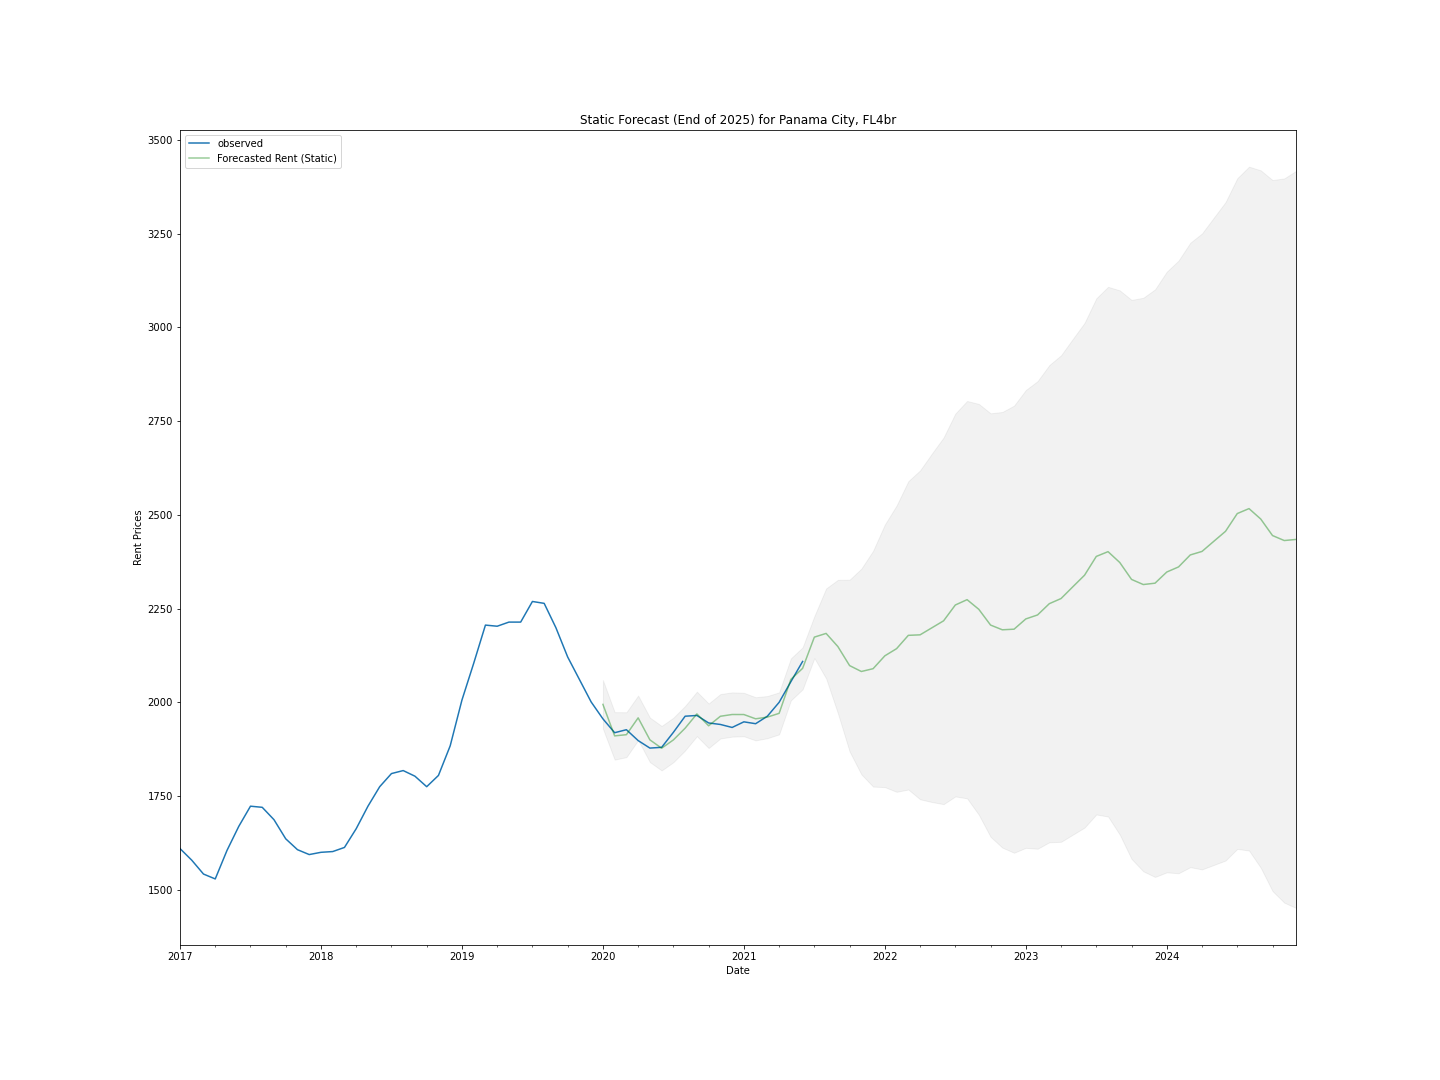 Static Forecast (End of 2025) for Panama City, FL4br
observed
Forecasted Rent (Static)
3500
3250
3000
2750
2500
2250
2000
1750
1500
Rent Prices
2017 2018 2019 2020 2021 2022 2023 2024
Date